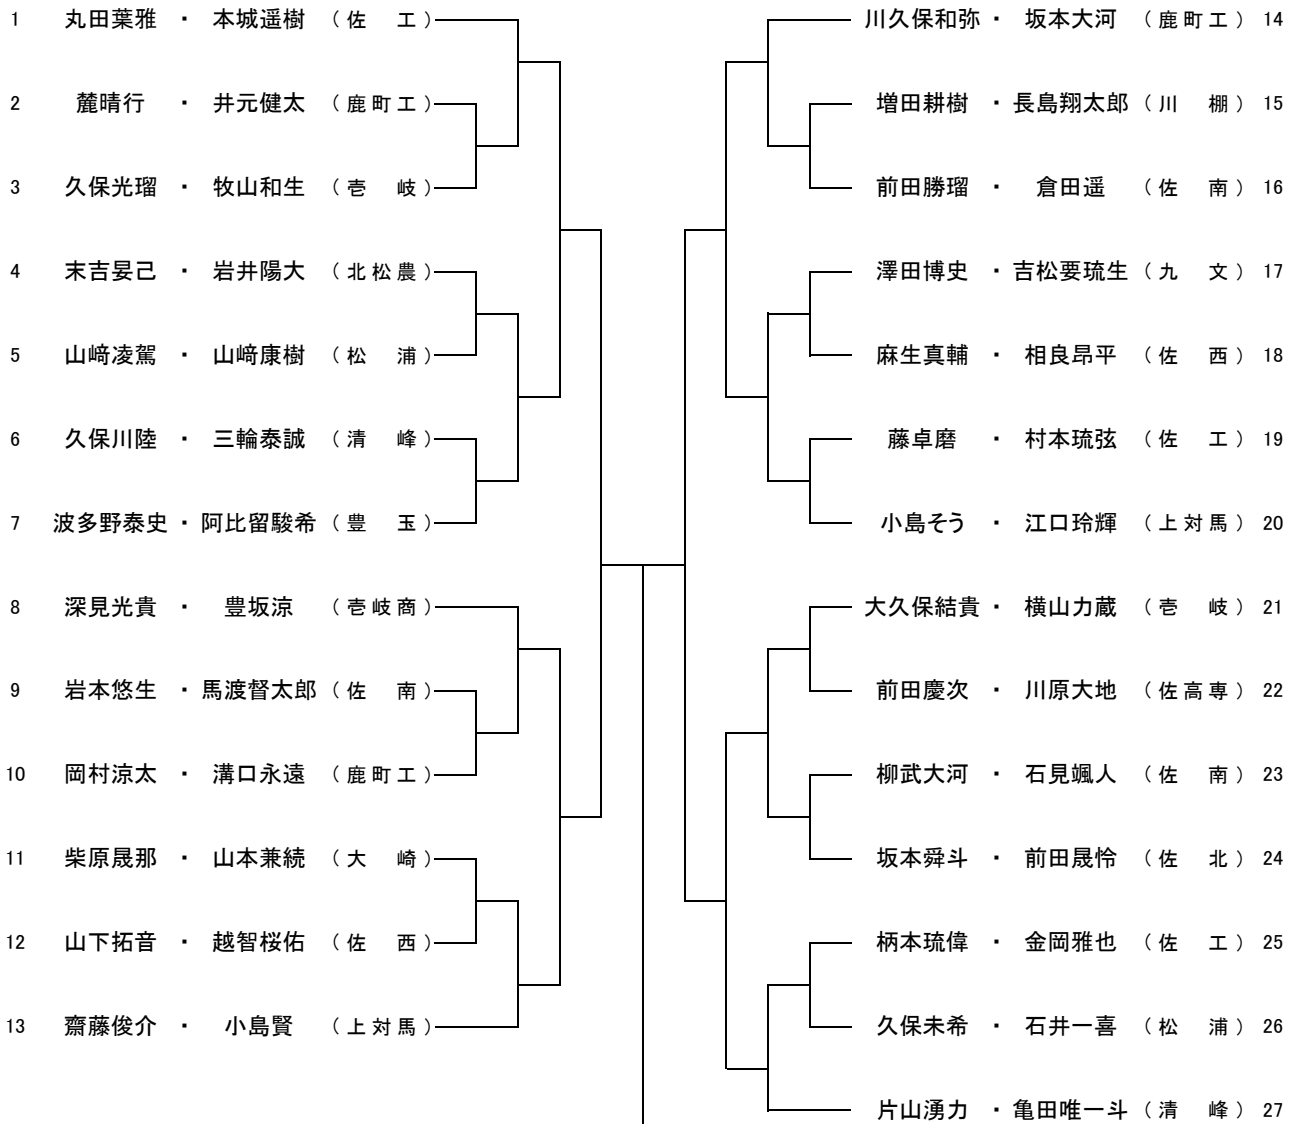 1 丸田葉雅 ・ 本城遥樹 （佐 工）
2 麓晴行 ・ 井元健太 （鹿町工）
3 久保光瑠 ・ 牧山和生 （壱 岐）
4 末吉晏己 ・ 岩井陽大 （北松農）
5 山﨑凌駕 ・ 山﨑康樹 （松 浦）
6 久保川陸 ・ 三輪泰誠 （清 峰）
7 波多野泰史 ・ 阿比留駿希 （豊 玉）
8 深見光貴 ・ 豊坂涼 （壱岐商）
9 岩本悠生 ・ 馬渡督太郎 （佐 南）
10 岡村涼太 ・ 溝口永遠 （鹿町工）
11 柴原晟那 ・ 山本兼続 （大 崎）
12 山下拓音 ・ 越智桜佑 （佐 西）
13 齋藤俊介 ・ 小島賢 （上対馬）
川久保和弥 ・ 坂本大河 （鹿町工） 14
増田耕樹 ・ 長島翔太郎 （川 棚） 15
前田勝瑠 ・ 倉田遥 （佐 南） 16
澤田博史 ・ 吉松要琉生 （九 文） 17
麻生真輔 ・ 相良昂平 （佐 西） 18
藤卓磨 ・ 村本琉弦 （佐 工） 19
小島そう ・ 江口玲輝 （上対馬） 20
大久保結貴 ・ 横山力蔵 （壱 岐） 21
前田慶次 ・ 川原大地 （佐高専） 22
柳武大河 ・ 石見颯人 （佐 南） 23
坂本舜斗 ・ 前田晟怜 （佐 北） 24
柄本琉偉 ・ 金岡雅也 （佐 工） 25
久保未希 ・ 石井一喜 （松 浦） 26
片山湧力 ・ 亀田唯一斗 （清 峰） 27